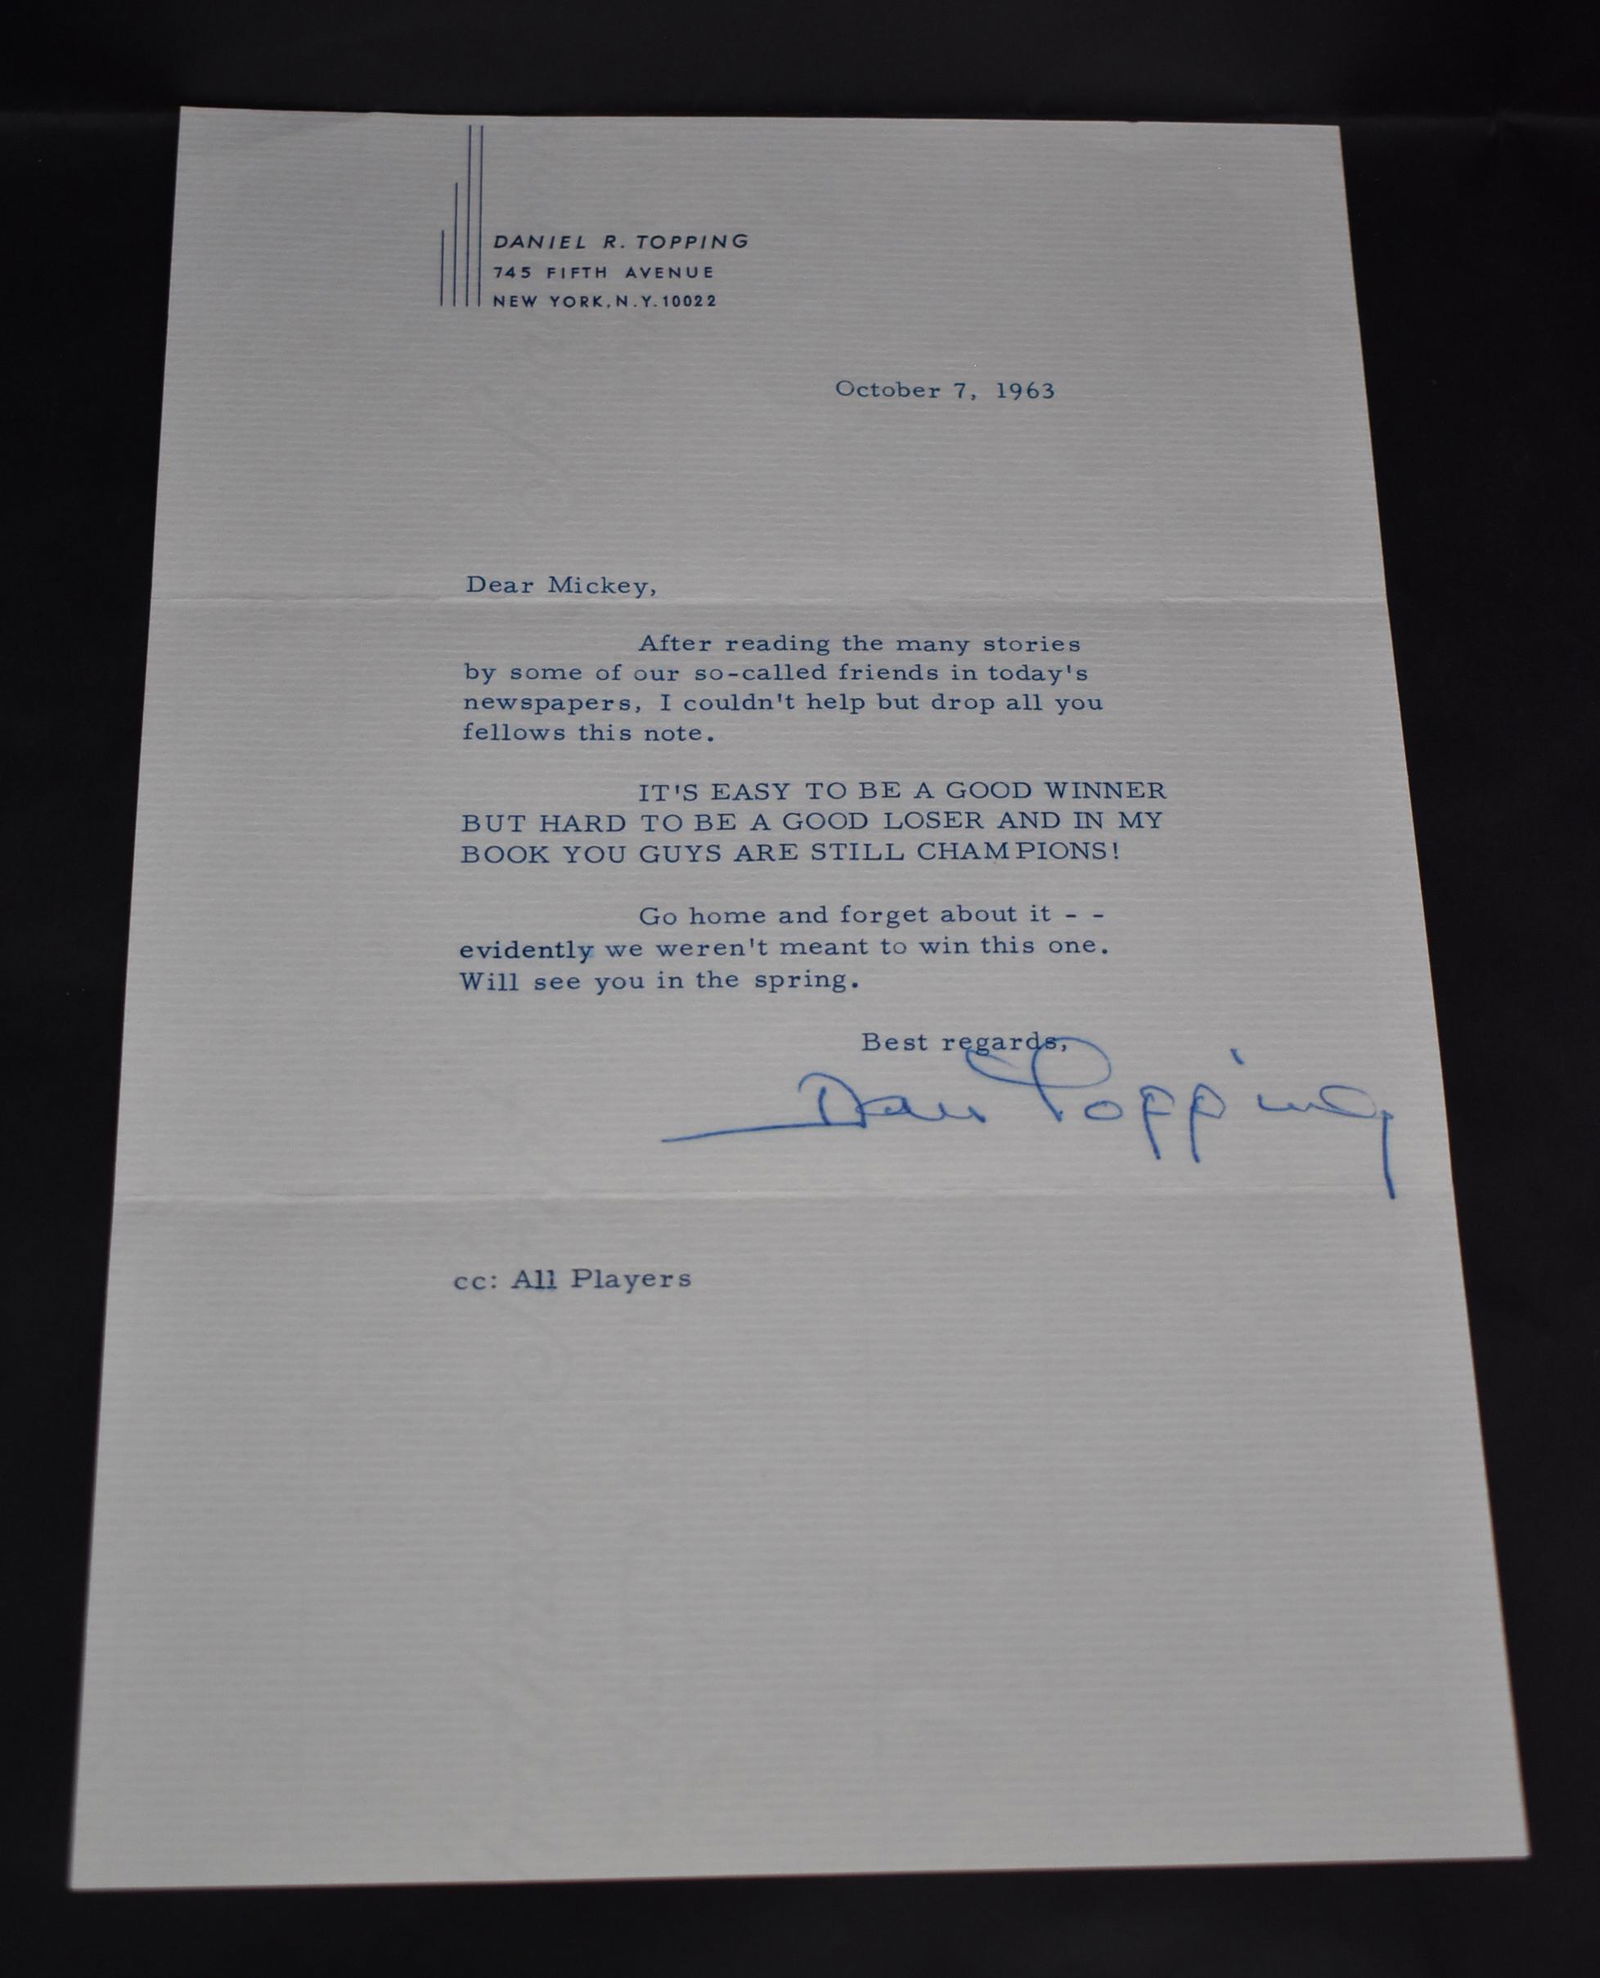 DANIEL R. TOPPING
745 FIFTH AVENUE
NEW YORK, N.Y. 10022
October 7, 1963
Dear Mickey,
After reading the many stories
by some of our so-called friends in today's
newspapers, I couldn't help but drop all you
fellows this note.
IT'S EASY TO BE A GOOD WINNER
BUT HARD TO BE A GOOD LOSER AND IN MY
BOOK YOU GUYS ARE STILL CHAMPIONS!
Go home and forget about it - -
evidently we weren't meant to win this one.
Will see you in the spring.
Best regards,
Dan Topping
cc: All Players